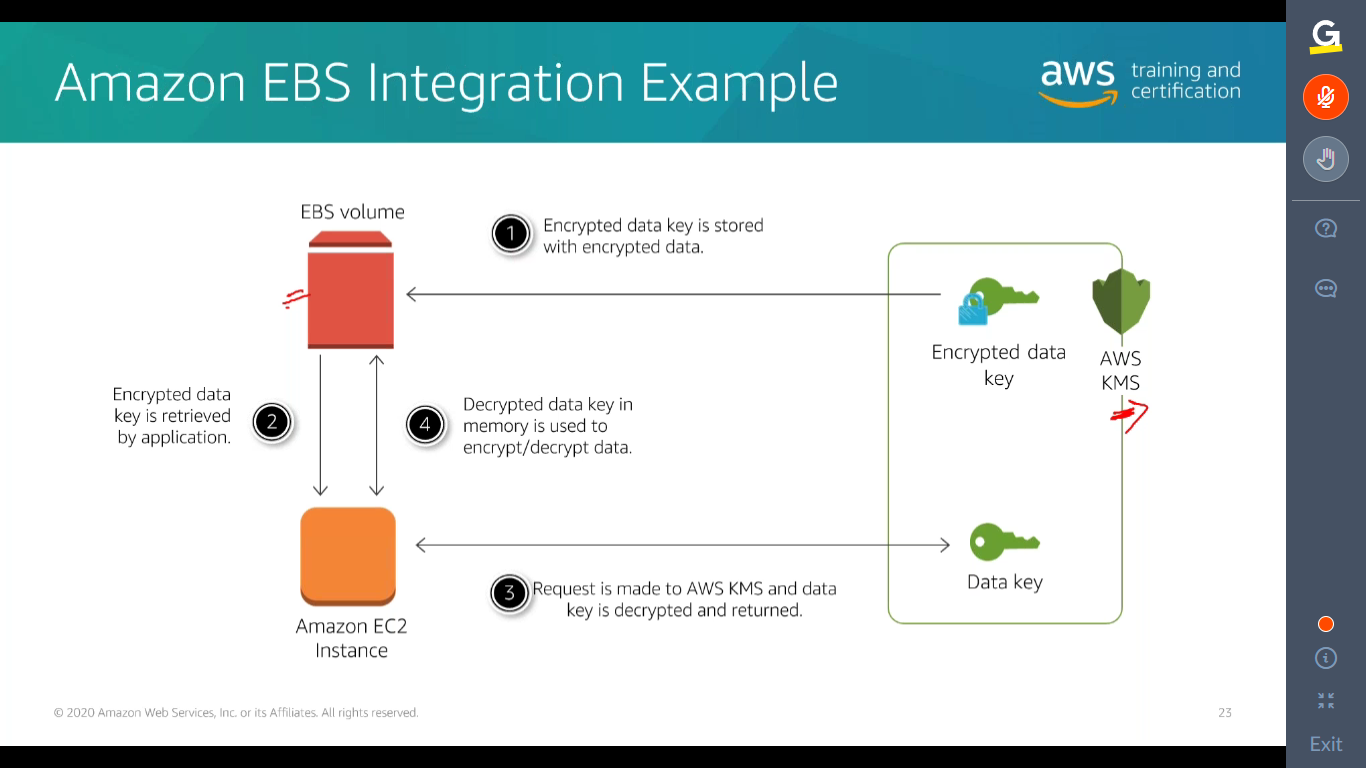 Amazon EBS Integration Example
aws training and
certification
EBS volume
1
Encrypted data key is stored
with encrypted data.
Encrypted data
key
AWS
KMS
Encrypted data
key is retrieved
by application.
2
4
Decrypted data key in
memory is used to
encrypt/decrypt data.
3
Request is made to AWS KMS and data
key is decrypted and returned.
Data key
Amazon EC2
Instance
© 2020 Amazon Web Services, Inc. or its Affiliates. All rights reserved.
23
G
?
i
Exit